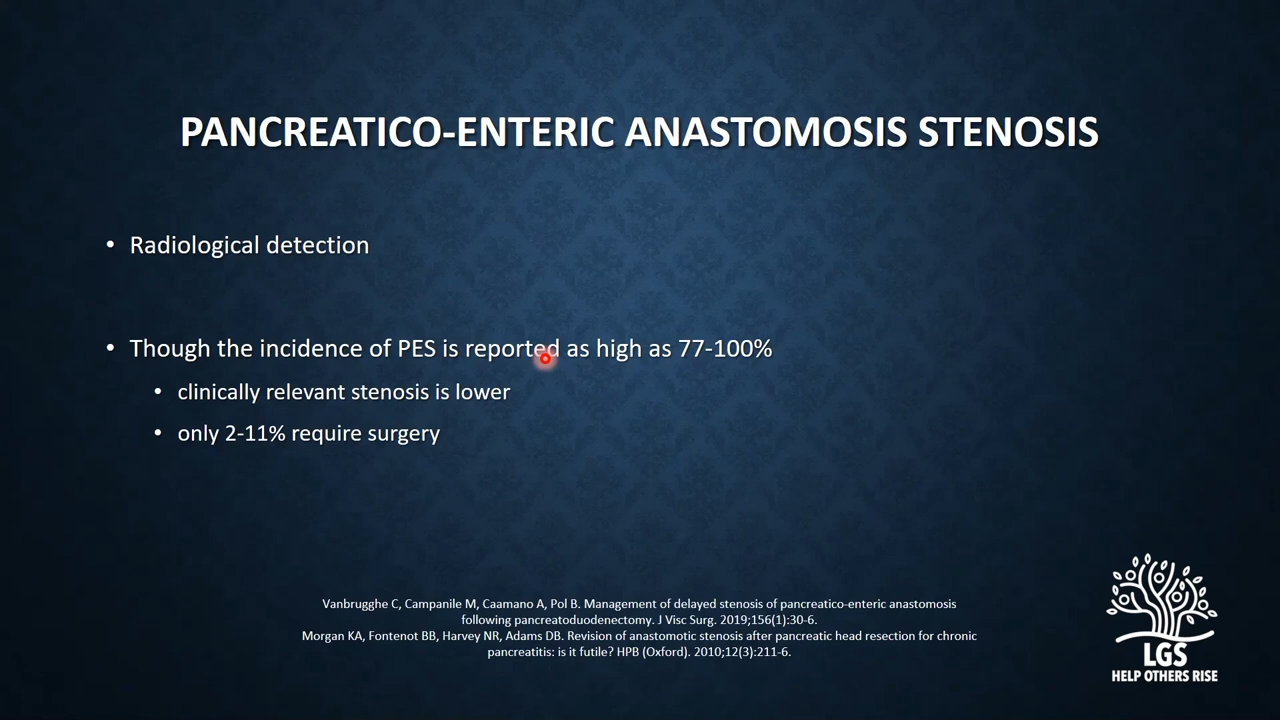 PANCREATICO-ENTERIC ANASTOMOSIS STENOSIS
• Radiological detection
• Though the incidence of PES is reported as high as 77-100%
• clinically relevant stenosis is lower
• only 2-11% require surgery
Vanbrugghe C, Campanile M, Caamano A, Pol B. Management of delayed stenosis of pancreatico-enteric anastomosis
following pancreatoduodenectomy. J Visc Surg. 2019;156(1):30-6.
Morgan KA, Fontenot BB, Harvey NR, Adams DB. Revision of anastomotic stenosis after pancreatic head resection for chronic
pancreatitis: is it futile? HPB (Oxford). 2010;12(3):211-6.
LGS
HELP OTHERS RISE